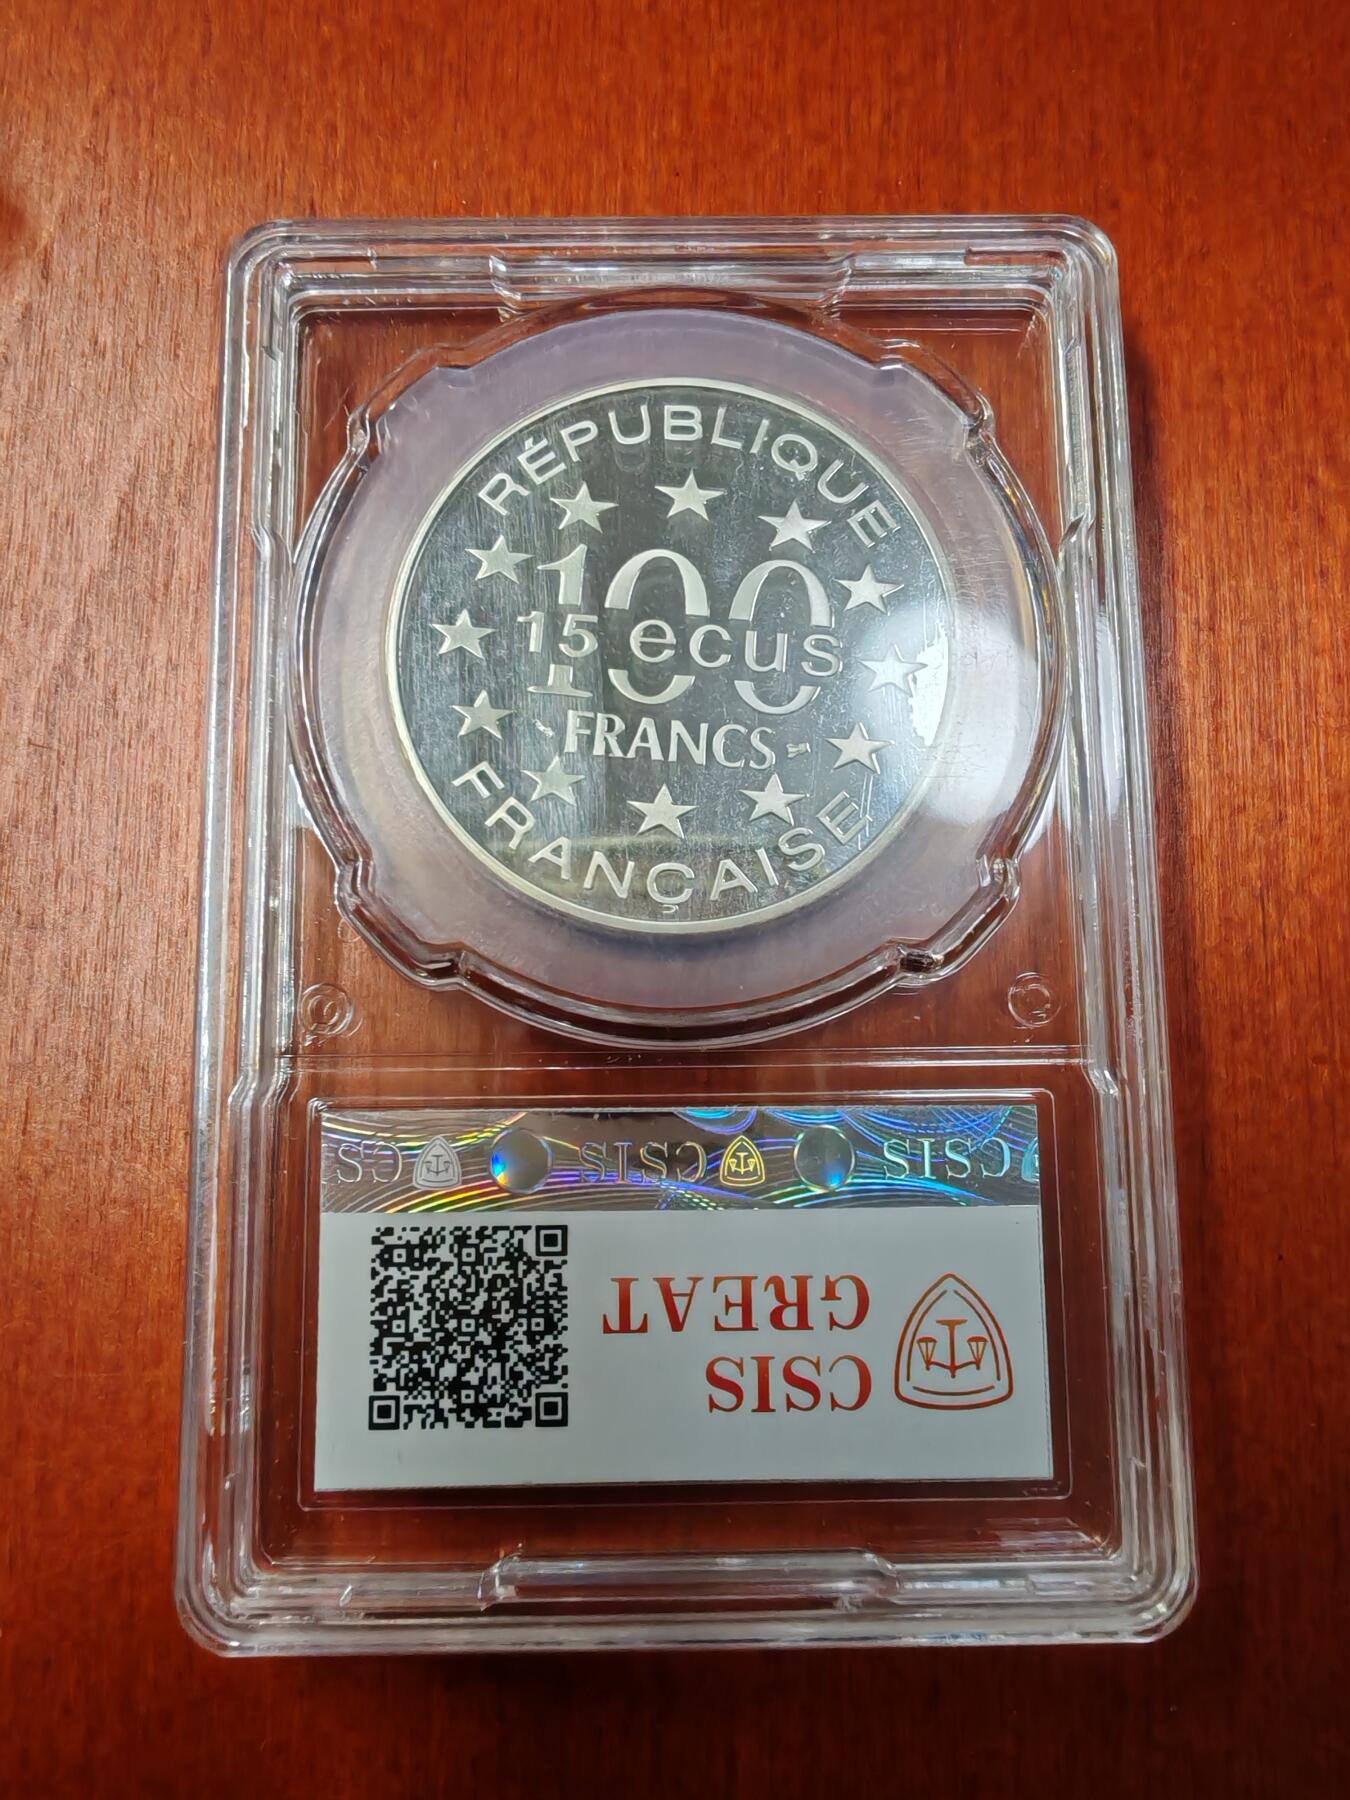 RÉPUBLIQUE
100
15 ecus
FRANCS
FRANÇAISE
CSIS CSIS CSIS
CSIS
GREAT